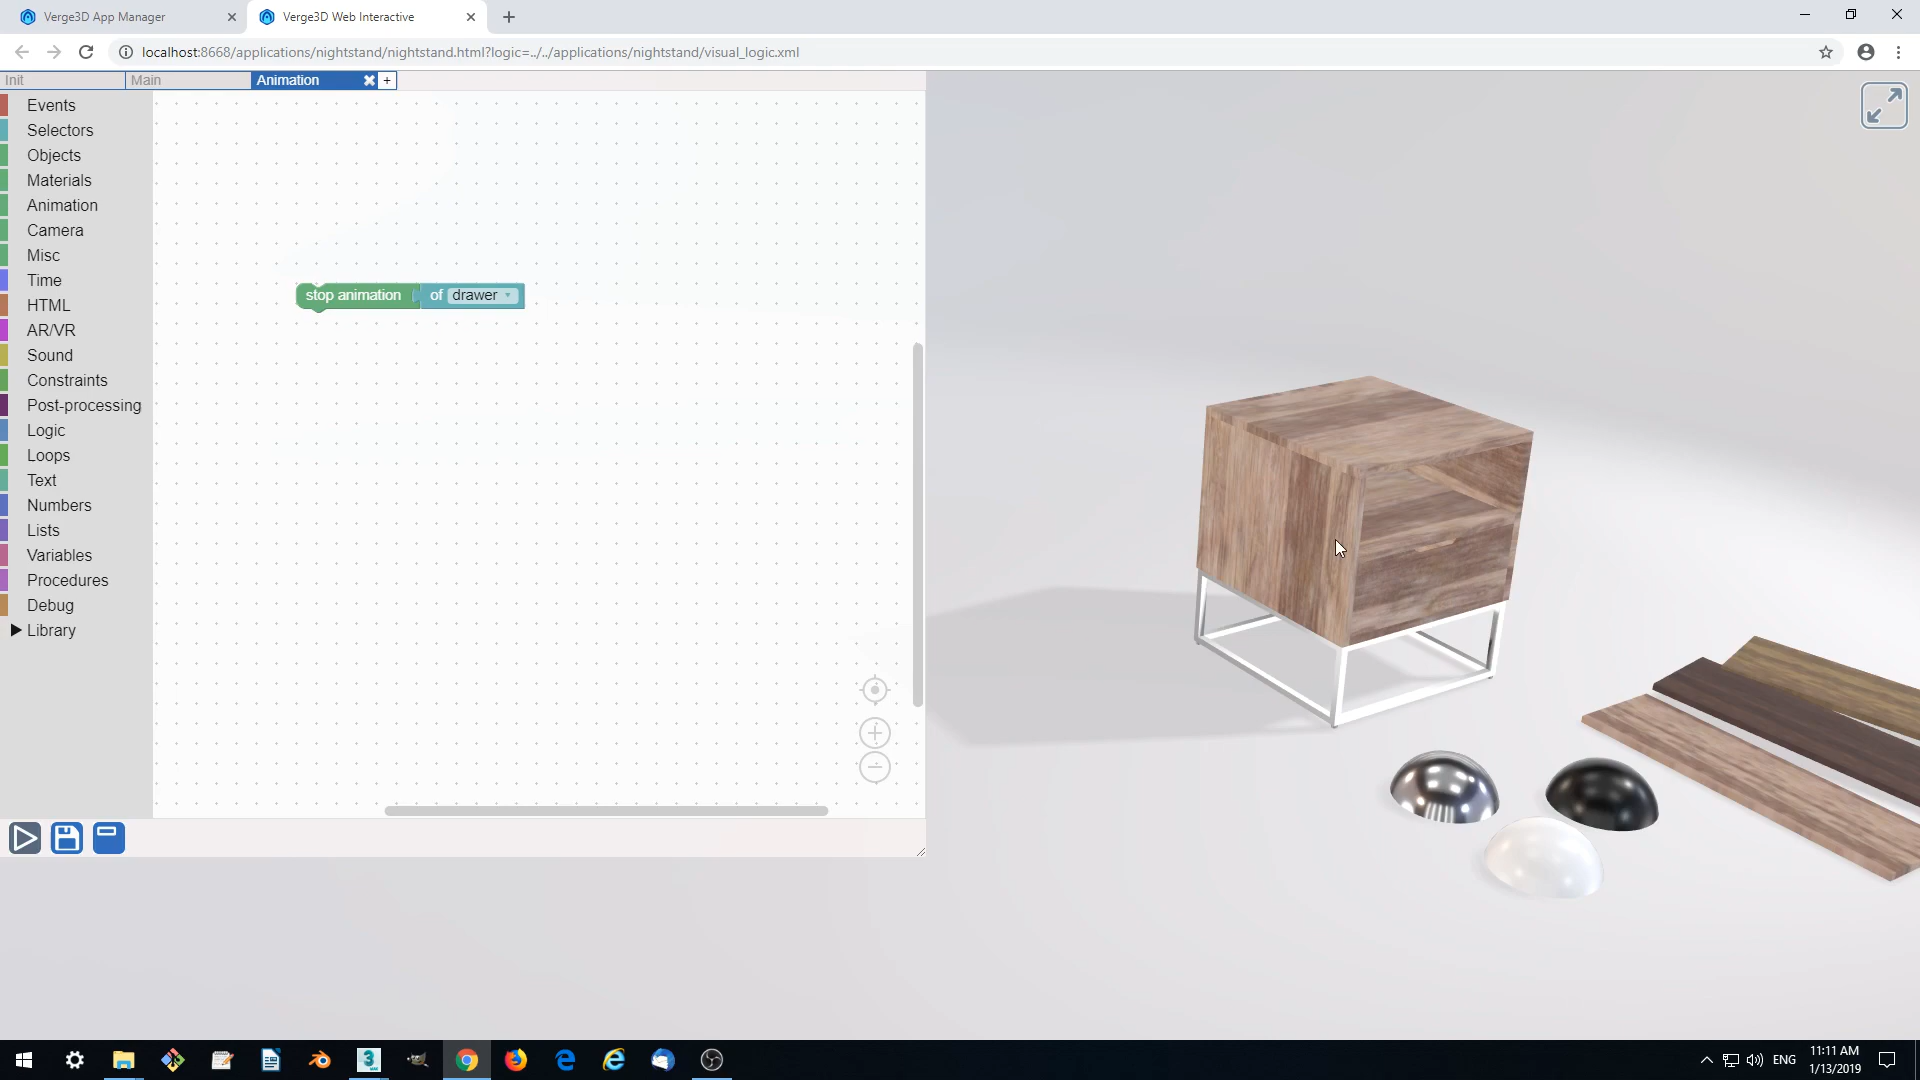 Verge3D App Manager
Verge3D Web Interactive
localhost:8668/applications/nightstand/nightstand.html?logic=../../applications/nightstand/visual_logic.xml
Init
Main
Animation
+
Events
Selectors
Objects
Materials
Animation
Camera
Misc
Time
HTML
AR/VR
Sound
Constraints
Post-processing
Logic
Loops
Text
Numbers
Lists
Variables
Procedures
Debug
Library
stop animation of drawer
ENG
11:11 AM
1/13/2019